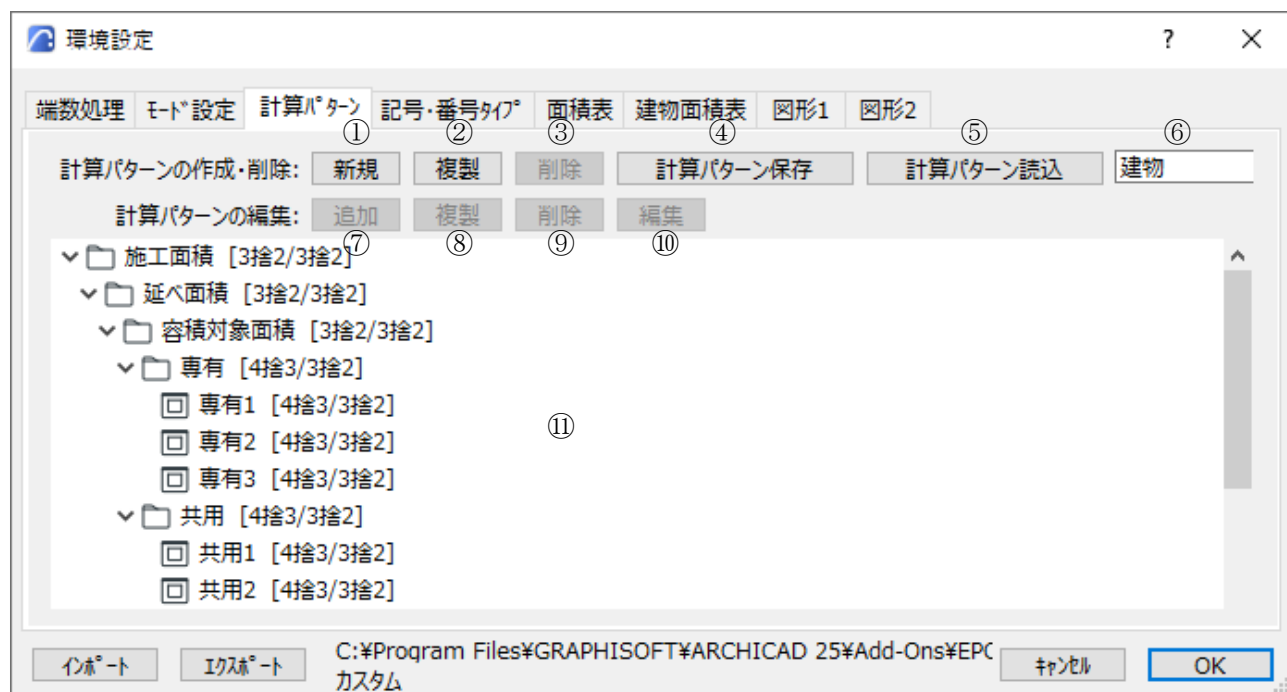 環境設定 ?
端数処理 ﾓｰﾄﾞ設定 計算ﾊﾟﾀｰﾝ 記号･番号ﾀｲﾌﾟ 面積表 建物面積表 図形1 図形2
① ② ③ ④ ⑤ ⑥
計算パターンの作成･削除: 新規 複製 削除 計算パターン保存 計算パターン読込 建物
計算パターンの編集: 追加 複製 削除 編集
⑦ ⑧ ⑨ ⑩
施工面積 [3捨2/3捨2]
延べ面積 [3捨2/3捨2]
容積対象面積 [3捨2/3捨2]
専有 [4捨3/3捨2]
専有1 [4捨3/3捨2]
⑪
専有2 [4捨3/3捨2]
専有3 [4捨3/3捨2]
共用 [4捨3/3捨2]
共用1 [4捨3/3捨2]
共用2 [4捨3/3捨2]
ｲﾝﾎﾟｰﾄ ｴｸｽﾎﾟｰﾄ C:¥Program Files¥GRAPHISOFT¥ARCHICAD 25¥Add-Ons¥EPC ｷｬﾝｾﾙ OK
カスタム